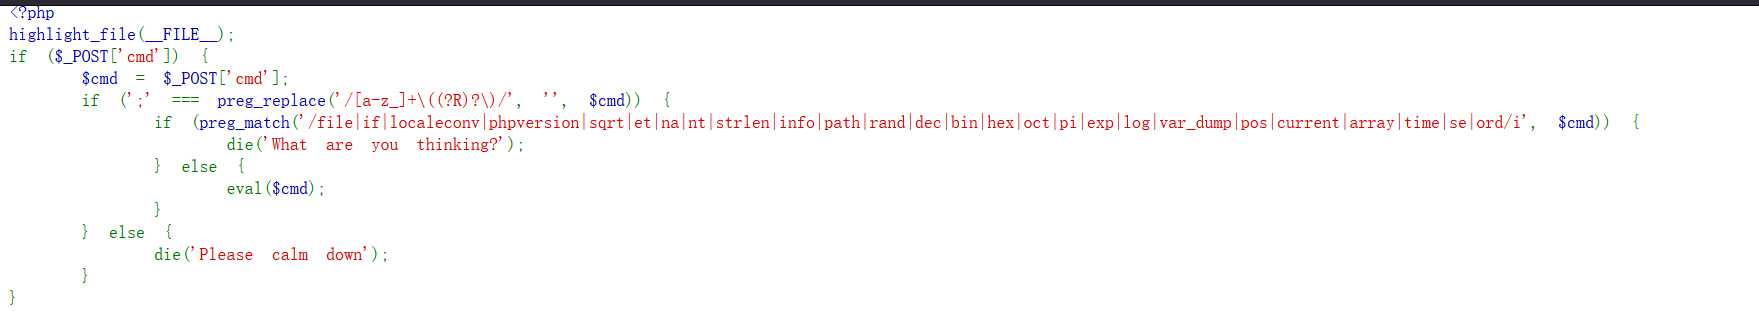 <?php
highlight_file(__FILE__);
if ($_POST['cmd']) {
$cmd = $_POST['cmd'];
if (';' === preg_replace('/[a-z_]+\((?R)?\)/', '', $cmd)) {
if (preg_match('/file|if|localeconv|phpversion|sqrt|et|na|nt|strlen|info|path|rand|dec|bin|hex|oct|pi|exp|log|var_dump|pos|current|array|time|se|ord/i', $cmd)) {
die('What are you thinking?');
} else {
eval($cmd);
}
} else {
die('Please calm down');
}
}